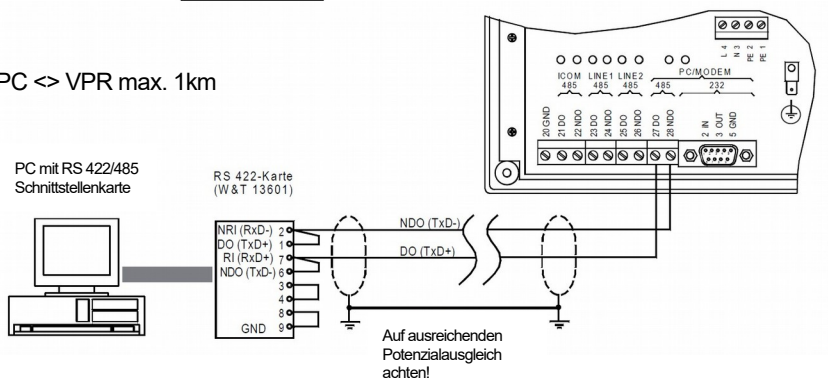 PC <> VPR max. 1km
L 4
N 3
PE 2
PE 1
ICOM LINE1 LINE2 PC/MODEM
485 485 485 485 232
20 GND
21 DO
22 NDO
23 DO
24 NDO
25 DO
26 NDO
27 DO
28 NDO
2 IN
3 OUT
5 GND
PC mit RS 422/485
Schnittstellenkarte
RS 422-Karte
(W&T 13601)
NRI (RxD-) 2
DO (TxD+) 1
RI (RxD+) 7
NDO (TxD-) 6
3
4
8
GND 9
NDO (TxD-)
DO (TxD+)
Auf ausreichenden
Potenzialausgleich
achten!